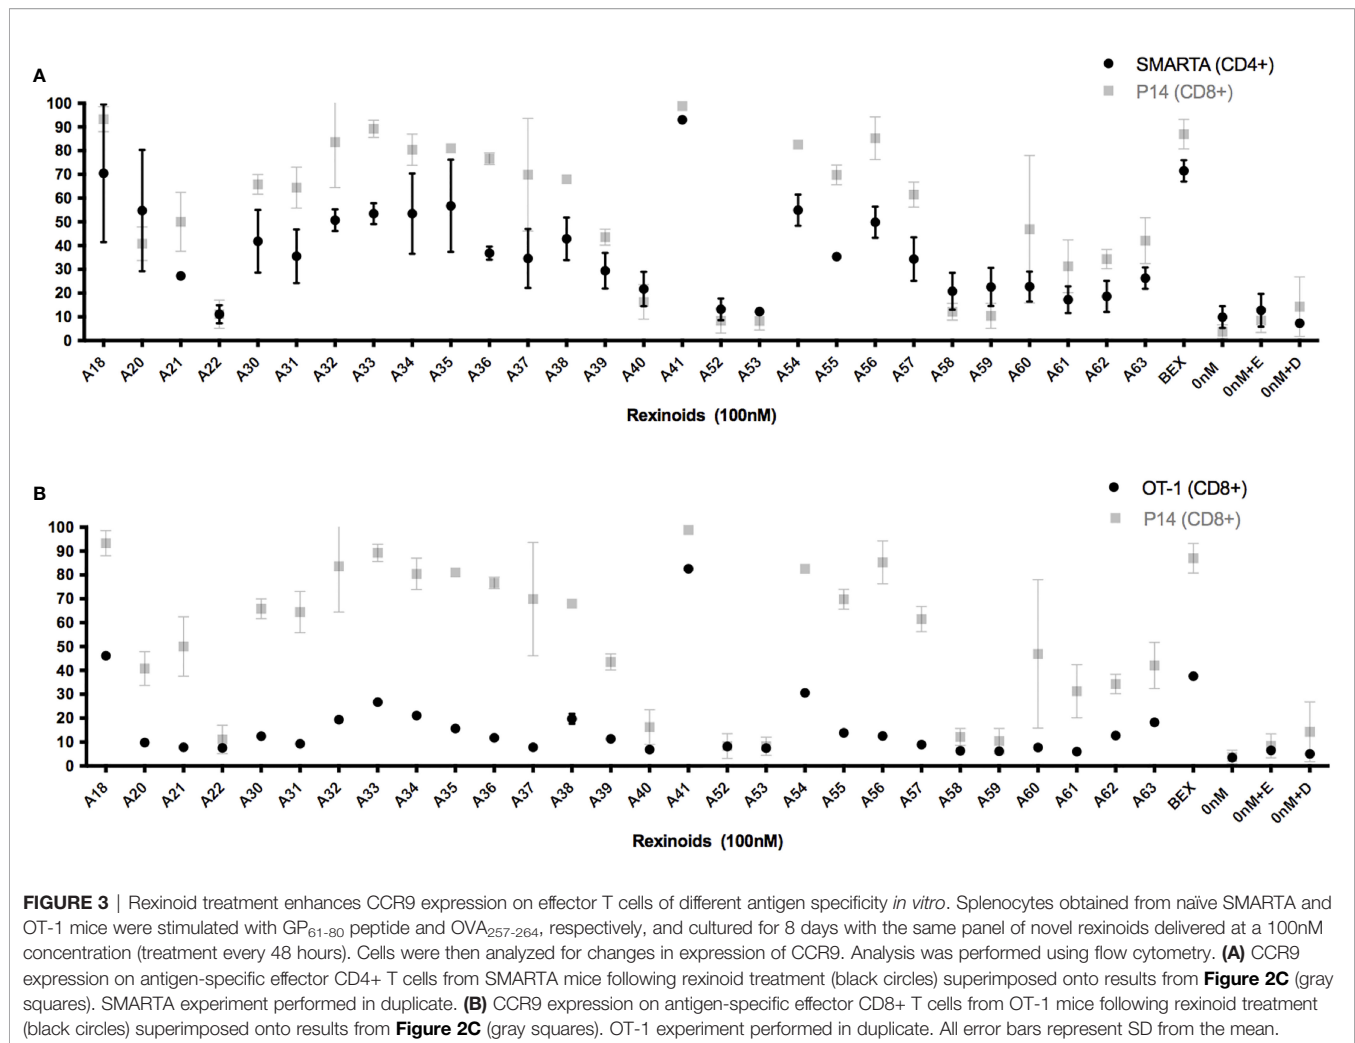 A
SMARTA (CD4+)
P14 (CD8+)
100
90
80
70
60
50
40
30
20
10
0
A18 A20 A21 A22 A30 A31 A32 A33 A34 A35 A36 A37 A38 A39 A40 A41 A52 A53 A54 A55 A56 A57 A58 A59 A60 A61 A62 A63 BEX 0nM 0nM+E 0nM+D
Rexinoids (100nM)
B
OT-1 (CD8+)
P14 (CD8+)
100
90
80
70
60
50
40
30
20
10
0
A18 A20 A21 A22 A30 A31 A32 A33 A34 A35 A36 A37 A38 A39 A40 A41 A52 A53 A54 A55 A56 A57 A58 A59 A60 A61 A62 A63 BEX 0nM 0nM+E 0nM+D
Rexinoids (100nM)
FIGURE 3 | Rexinoid treatment enhances CCR9 expression on effector T cells of different antigen specificity in vitro. Splenocytes obtained from naïve SMARTA and
OT-1 mice were stimulated with GP61-80 peptide and OVA257-264, respectively, and cultured for 8 days with the same panel of novel rexinoids delivered at a 100nM
concentration (treatment every 48 hours). Cells were then analyzed for changes in expression of CCR9. Analysis was performed using flow cytometry. (A) CCR9
expression on antigen-specific effector CD4+ T cells from SMARTA mice following rexinoid treatment (black circles) superimposed onto results from Figure 2C (gray
squares). SMARTA experiment performed in duplicate. (B) CCR9 expression on antigen-specific effector CD8+ T cells from OT-1 mice following rexinoid treatment
(black circles) superimposed onto results from Figure 2C (gray squares). OT-1 experiment performed in duplicate. All error bars represent SD from the mean.